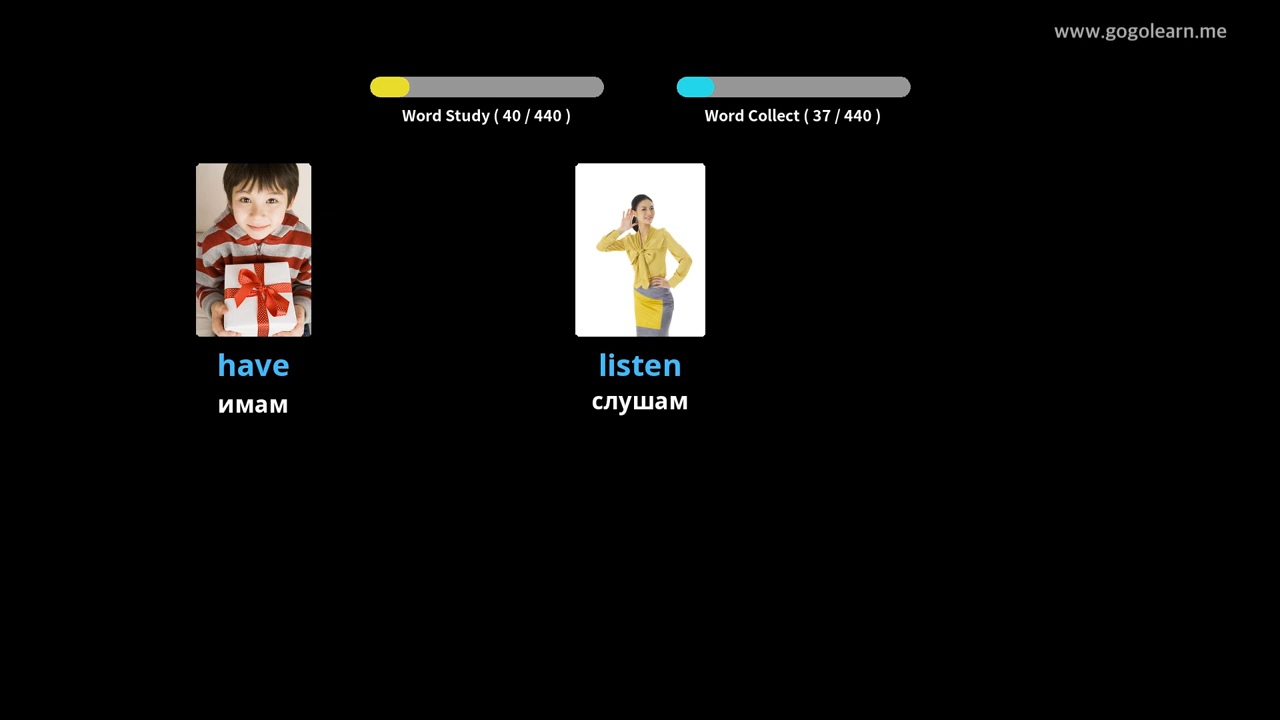 www.gogolearn.me
Word Study ( 40 / 440 )
Word Collect ( 37 / 440 )
have
listen
имам
слушам